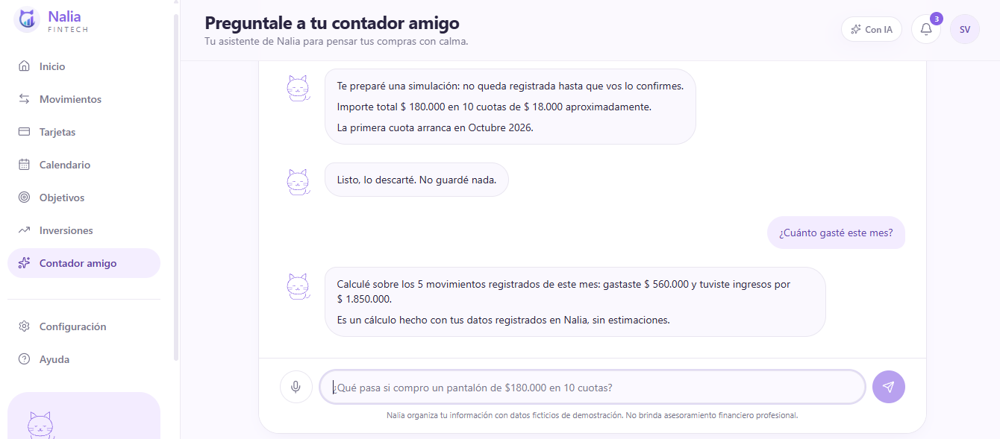 Nalia
FINTECH
Inicio
Movimientos
Tarjetas
Calendario
Objetivos
Inversiones
Contador amigo
Configuración
Ayuda
Preguntale a tu contador amigo
Tu asistente de Nalia para pensar tus compras con calma.
Con IA
3
SV
Te preparé una simulación: no queda registrada hasta que vos lo confirmes.
Importe total $ 180.000 en 10 cuotas de $ 18.000 aproximadamente.
La primera cuota arranca en Octubre 2026.
Listo, lo descarté. No guardé nada.
¿Cuánto gasté este mes?
Calculé sobre los 5 movimientos registrados de este mes: gastaste $ 560.000 y tuviste ingresos por
$ 1.850.000.
Es un cálculo hecho con tus datos registrados en Nalia, sin estimaciones.
¿Qué pasa si compro un pantalón de $180.000 en 10 cuotas?
Nalia organiza tu información con datos ficticios de demostración. No brinda asesoramiento financiero profesional.